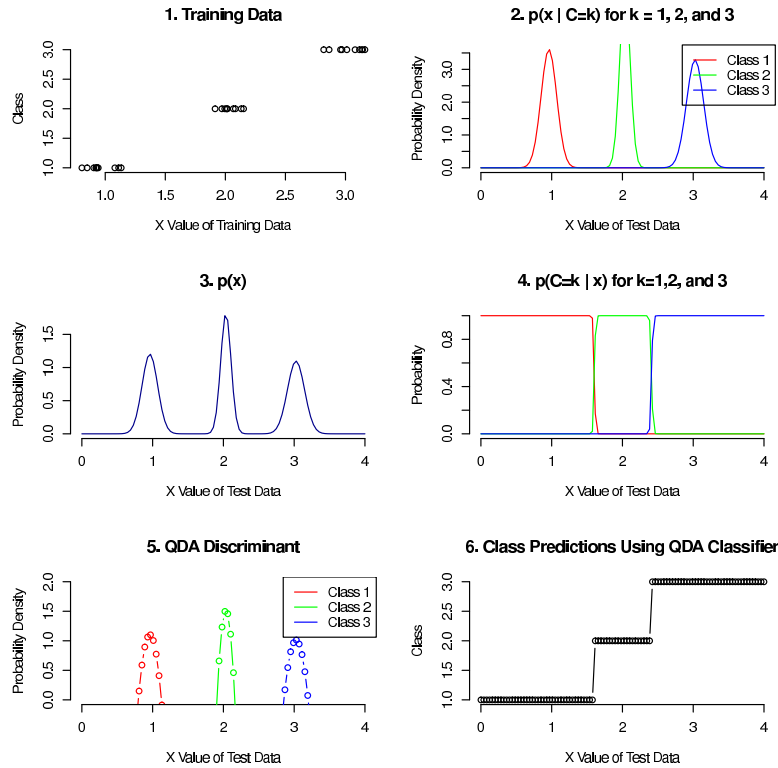 1. Training Data
Class
1.0 1.5 2.0 2.5 3.0
1.0 1.5 2.0 2.5 3.0
X Value of Training Data
2. p(x | C=k) for k = 1, 2, and 3
Probability Density
0.0 1.0 2.0 3.0
Class 1
Class 2
Class 3
0 1 2 3 4
X Value of Test Data
3. p(x)
Probability Density
0.0 0.5 1.0 1.5
0 1 2 3 4
X Value of Test Data
4. p(C=k | x) for k=1,2, and 3
Probability
0.0 0.4 0.8
0 1 2 3 4
X Value of Test Data
5. QDA Discriminant
Probability Density
0.0 0.5 1.0 1.5 2.0
Class 1
Class 2
Class 3
0 1 2 3 4
X Value of Test Data
6. Class Predictions Using QDA Classifier
Class
1.0 1.5 2.0 2.5 3.0
0 1 2 3 4
X Value of Test Data